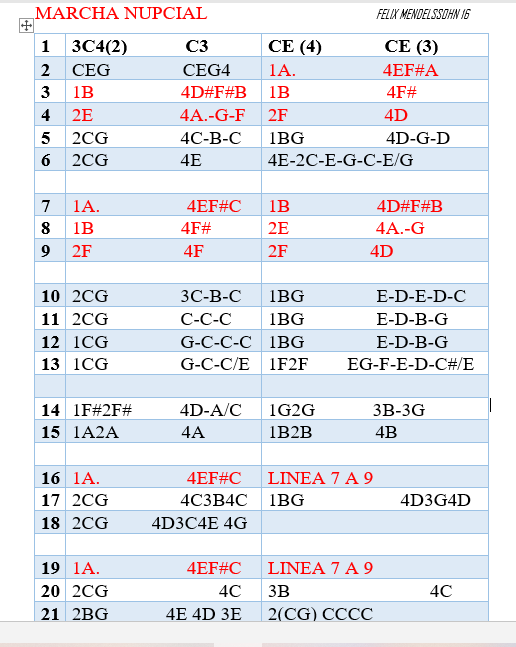 MARCHA NUPCIAL FELIX MENDELSSOHN 16
1 3C4(2) C3 CE (4) CE (3)
2 CEG CEG4 1A. 4EF#A
3 1B 4D#F#B 1B 4F#
4 2E 4A.-G-F 2F 4D
5 2CG 4C-B-C 1BG 4D-G-D
6 2CG 4E 4E-2C-E-G-C-E/G
7 1A. 4EF#C 1B 4D#F#B
8 1B 4F# 2E 4A.-G
9 2F 4F 2F 4D
10 2CG 3C-B-C 1BG E-D-E-D-C
11 2CG C-C-C 1BG E-D-B-G
12 1CG G-C-C-C 1BG E-D-B-G
13 1CG G-C-C/E 1F2F EG-F-E-D-C#/E
14 1F#2F# 4D-A/C 1G2G 3B-3G
15 1A2A 4A 1B2B 4B
16 1A. 4EF#C LINEA 7 A 9
17 2CG 4C3B4C 1BG 4D3G4D
18 2CG 4D3C4E 4G
19 1A. 4EF#C LINEA 7 A 9
20 2CG 4C 3B 4C
21 2BG 4E 4D 3E 2(CG) CCCC